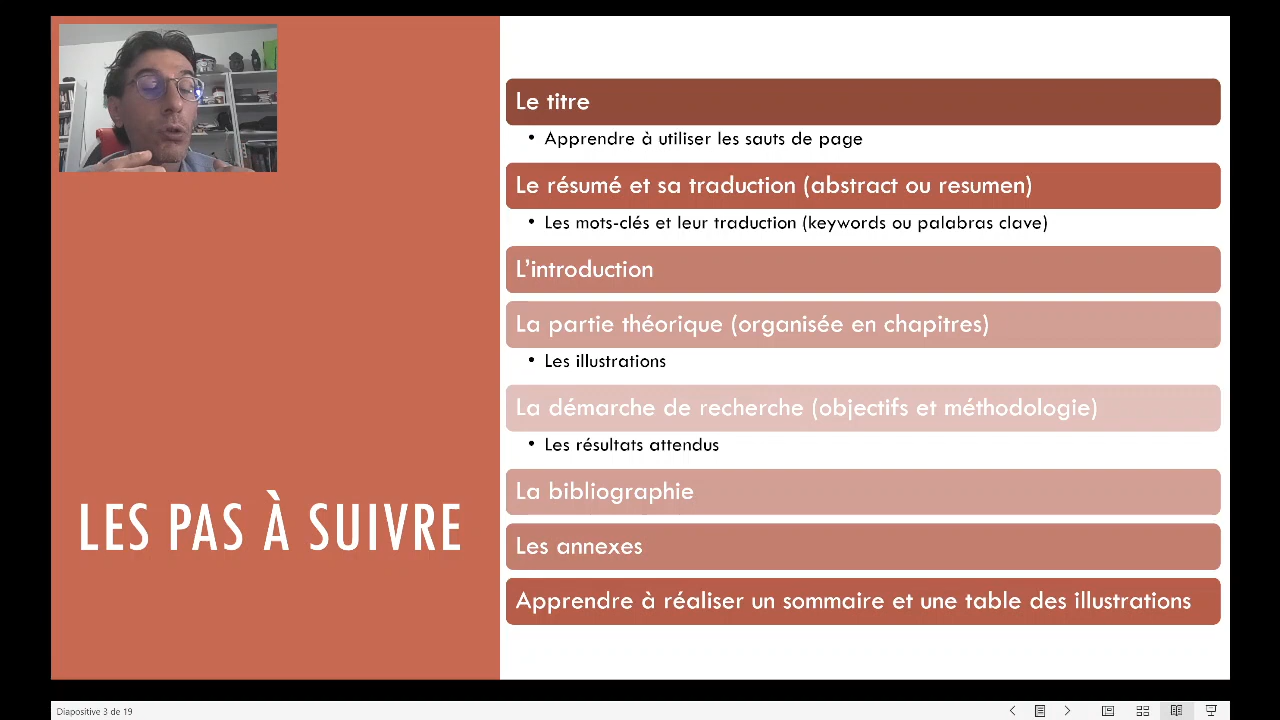 LES PAS À SUIVRE
Le titre
• Apprendre à utiliser les sauts de page
Le résumé et sa traduction (abstract ou resumen)
• Les mots-clés et leur traduction (keywords ou palabras clave)
L’introduction
La partie théorique (organisée en chapitres)
• Les illustrations
La démarche de recherche (objectifs et méthodologie)
• Les résultats attendus
La bibliographie
Les annexes
Apprendre à réaliser un sommaire et une table des illustrations
Diapositive 3 de 19